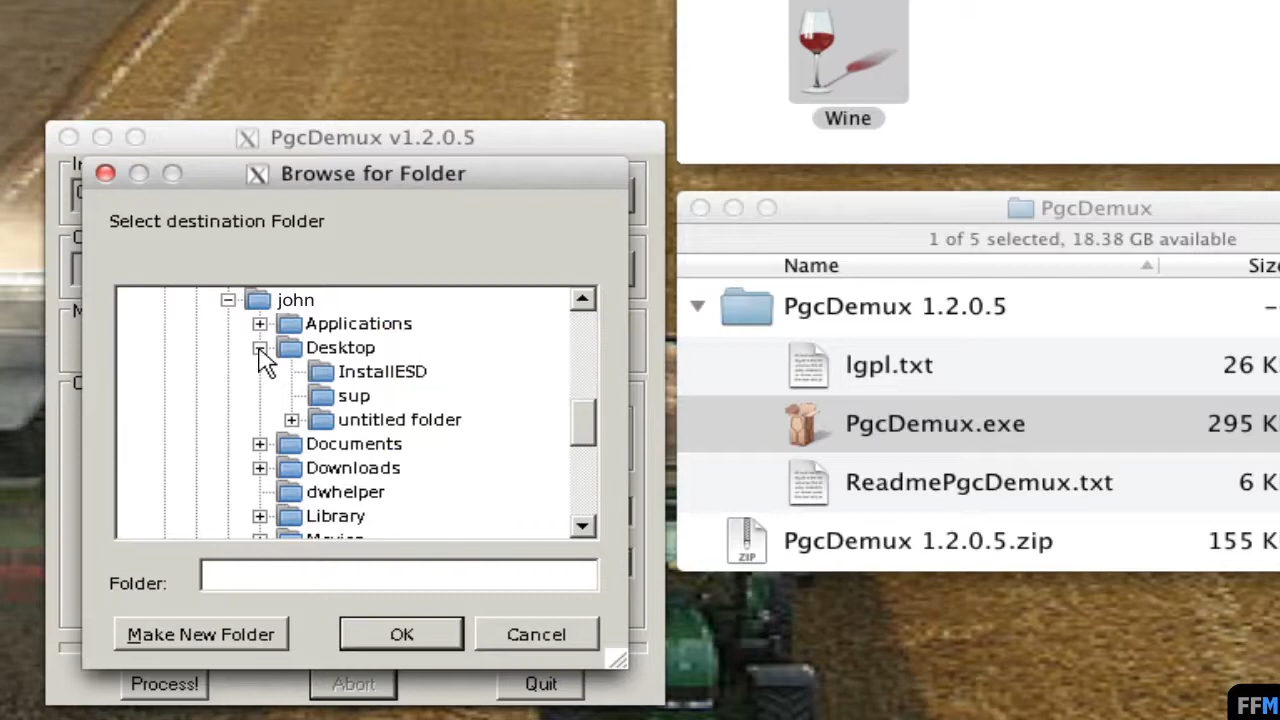 Wine
PgcDemux v1.2.0.5
Browse for Folder
Select destination Folder
john
Applications
Desktop
InstallESD
sup
untitled folder
Documents
Downloads
dwhelper
Library
Folder:
Make New Folder
OK
Cancel
Process!
Abort
Quit
PgcDemux
1 of 5 selected, 18.38 GB available
Name
PgcDemux 1.2.0.5
--
lgpl.txt
26 K
PgcDemux.exe
295 K
ReadmePgcDemux.txt
6 K
PgcDemux 1.2.0.5.zip
155 K
ZIP
FFM